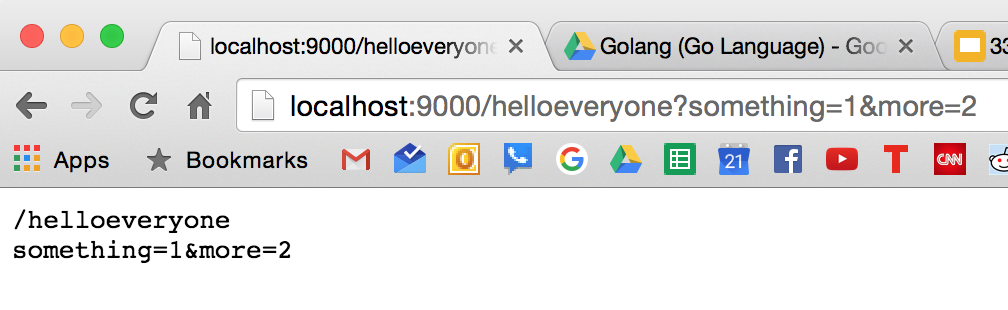 localhost:9000/helloeveryone
Golang (Go Language) - Goo
33
localhost:9000/helloeveryone?something=1&more=2
Apps
Bookmarks
21
CNN
/helloeveryone
something=1&more=2